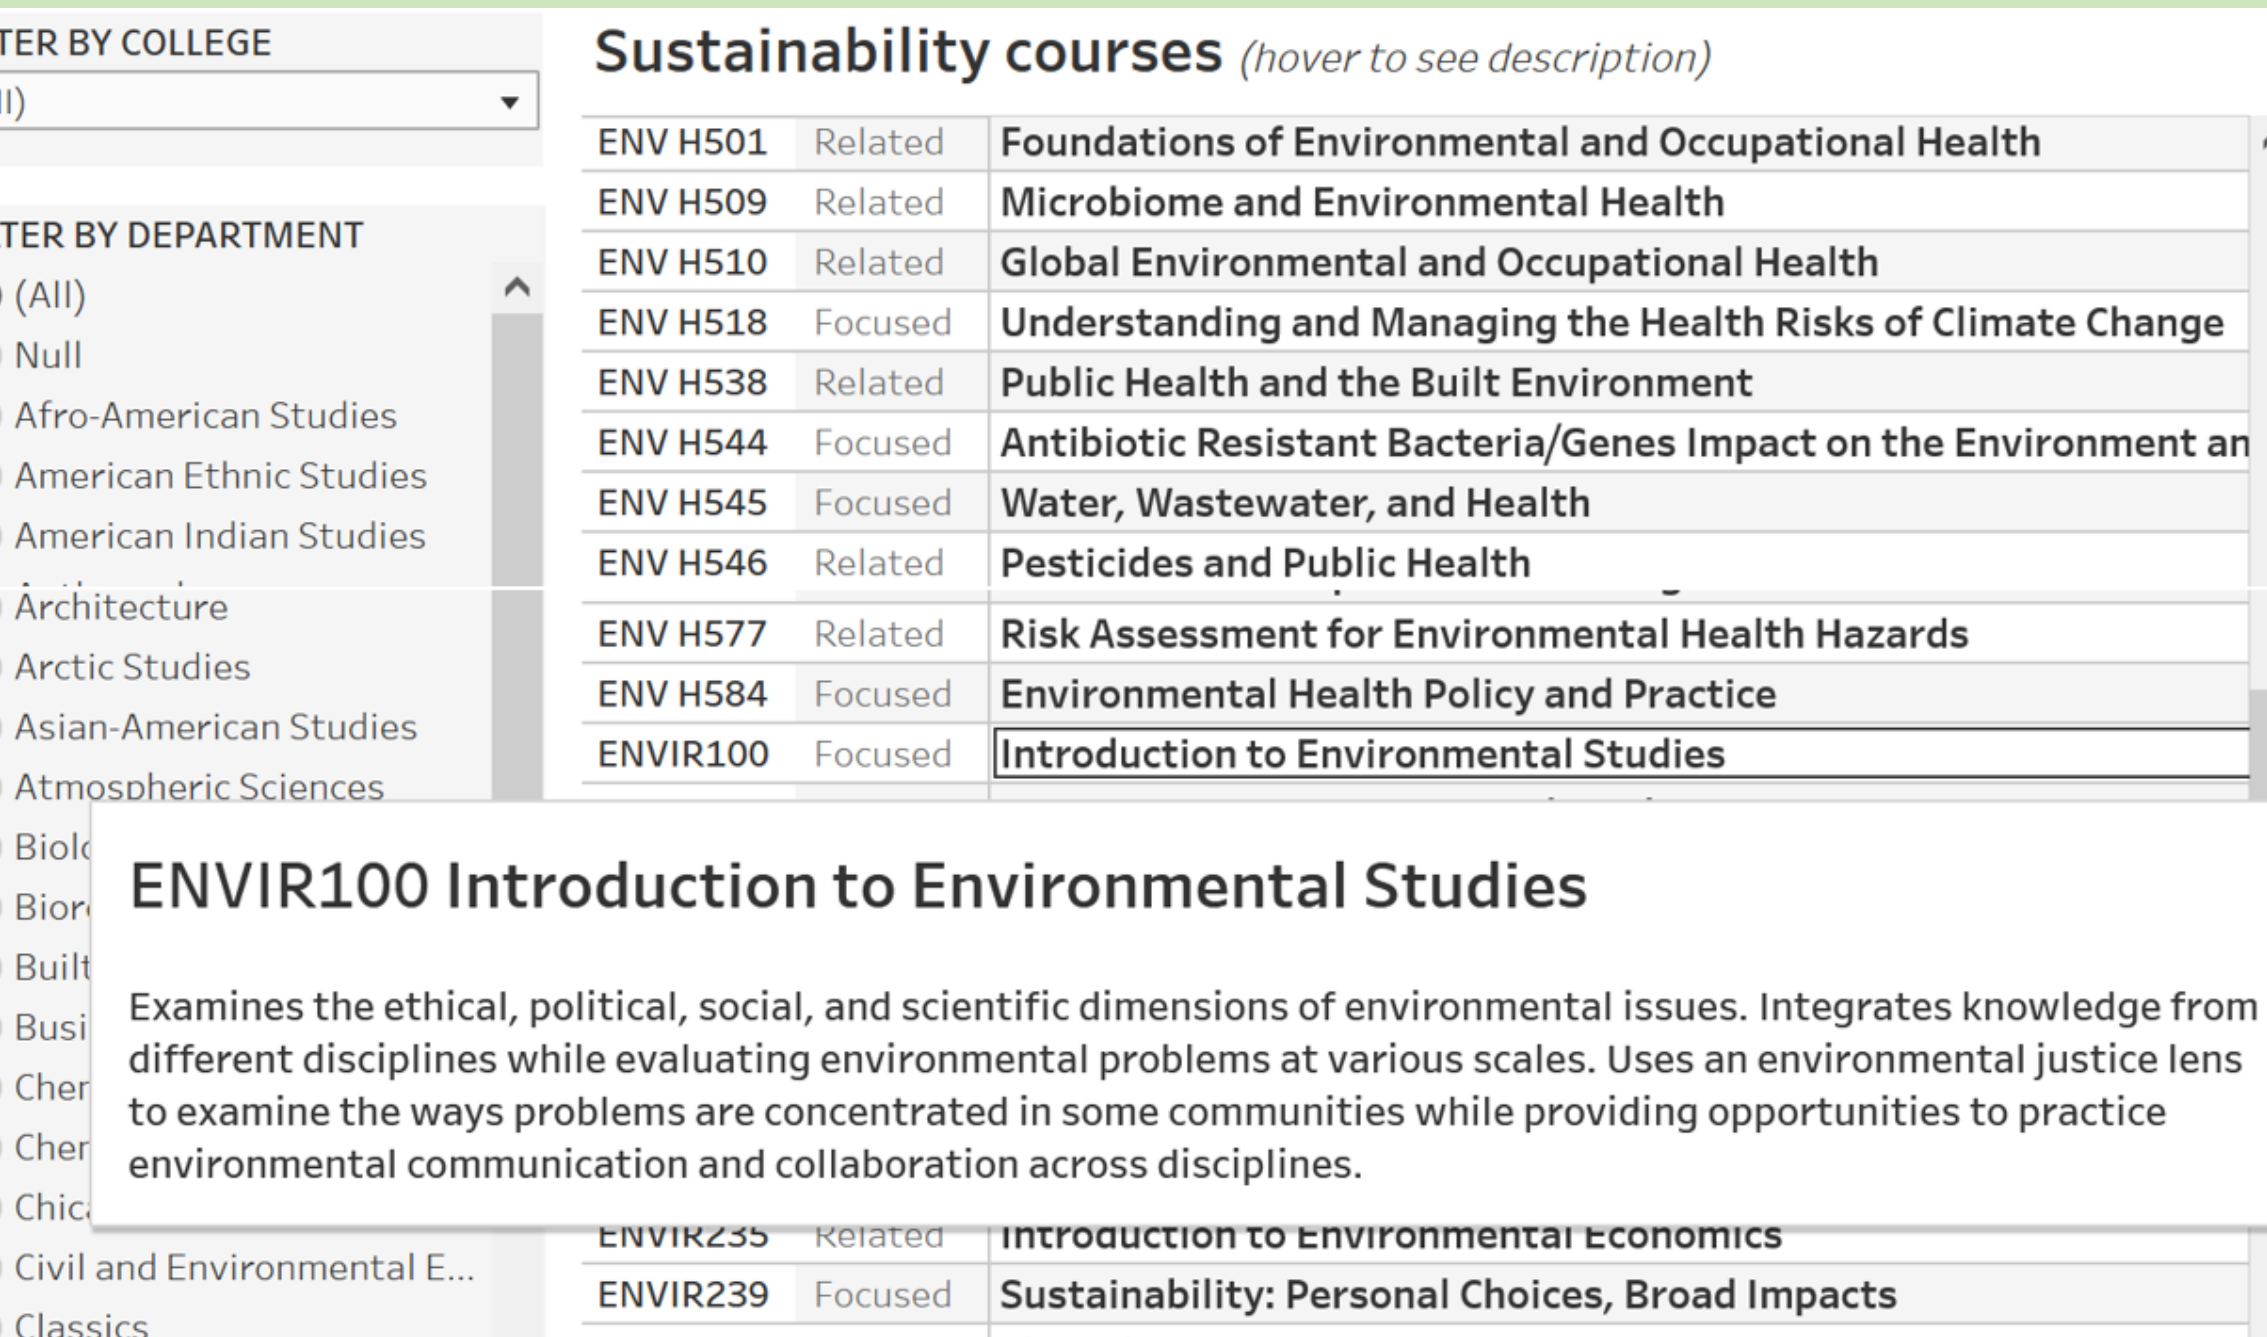 TER BY COLLEGE
ll)
TER BY DEPARTMENT
(All)
Null
Afro-American Studies
American Ethnic Studies
American Indian Studies
Architecture
Arctic Studies
Asian-American Studies
Atmospheric Sciences
Biolo
Bior
Built
Busi
Cher
Cher
Chic
Civil and Environmental E...
Classics
Sustainability courses (hover to see description)
ENV H501 Related Foundations of Environmental and Occupational Health
ENV H509 Related Microbiome and Environmental Health
ENV H510 Related Global Environmental and Occupational Health
ENV H518 Focused Understanding and Managing the Health Risks of Climate Change
ENV H538 Related Public Health and the Built Environment
ENV H544 Focused Antibiotic Resistant Bacteria/Genes Impact on the Environment an
ENV H545 Focused Water, Wastewater, and Health
ENV H546 Related Pesticides and Public Health
ENV H577 Related Risk Assessment for Environmental Health Hazards
ENV H584 Focused Environmental Health Policy and Practice
ENVIR100 Focused Introduction to Environmental Studies
ENVIR100 Introduction to Environmental Studies
Examines the ethical, political, social, and scientific dimensions of environmental issues. Integrates knowledge from
different disciplines while evaluating environmental problems at various scales. Uses an environmental justice lens
to examine the ways problems are concentrated in some communities while providing opportunities to practice
environmental communication and collaboration across disciplines.
ENVIR235 Related Introduction to Environmental Economics
ENVIR239 Focused Sustainability: Personal Choices, Broad Impacts